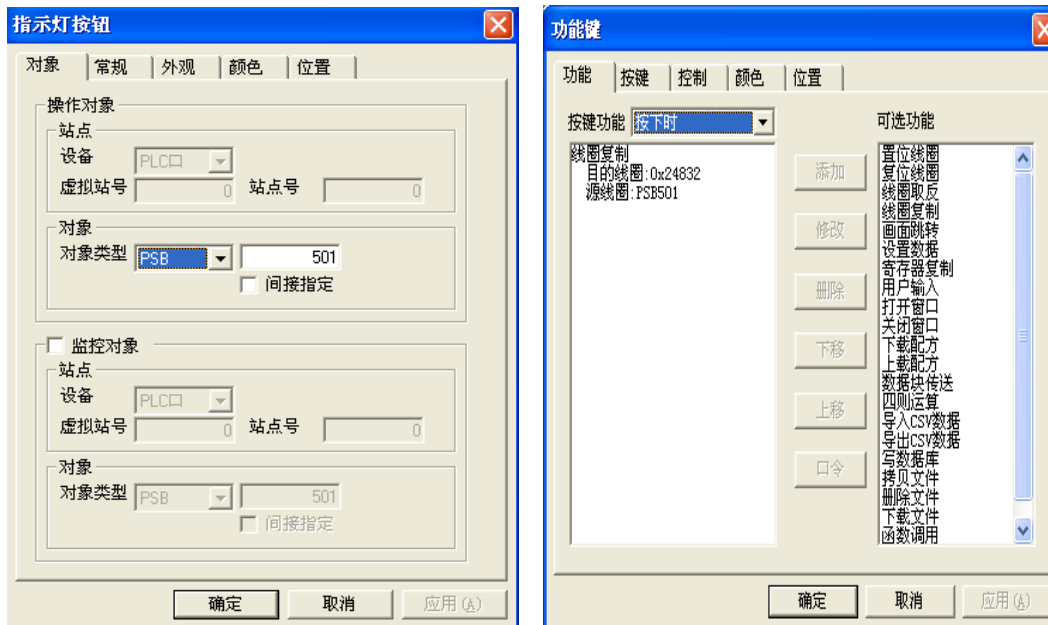 指示灯按钮
对象 常规 外观 颜色 位置
操作对象
站点
设备 PLC口
虚拟站号 0 站点号 0
对象
对象类型 PSB 501
间接指定
监控对象
站点
设备 PLC口
虚拟站号 0 站点号 0
对象
对象类型 PSB 501
间接指定
确定 取消 应用(A)
功能键
功能 按键 控制 颜色 位置
按键功能 按下时
线圈复制
目的线圈:0x24832
源线圈:PSB501
添加
修改
删除
下移
上移
口令
可选功能
置位线圈
复位线圈
线圈取反
线圈复制
画面跳转
设置数据
寄存器复制
用户输入
打开窗口
关闭窗口
下载配方
上载配方
数据块传送
四则运算
导入CSV数据
导出CSV数据
写数据库
拷贝文件
删除文件
下载文件
函数调用
确定 取消 应用(A)